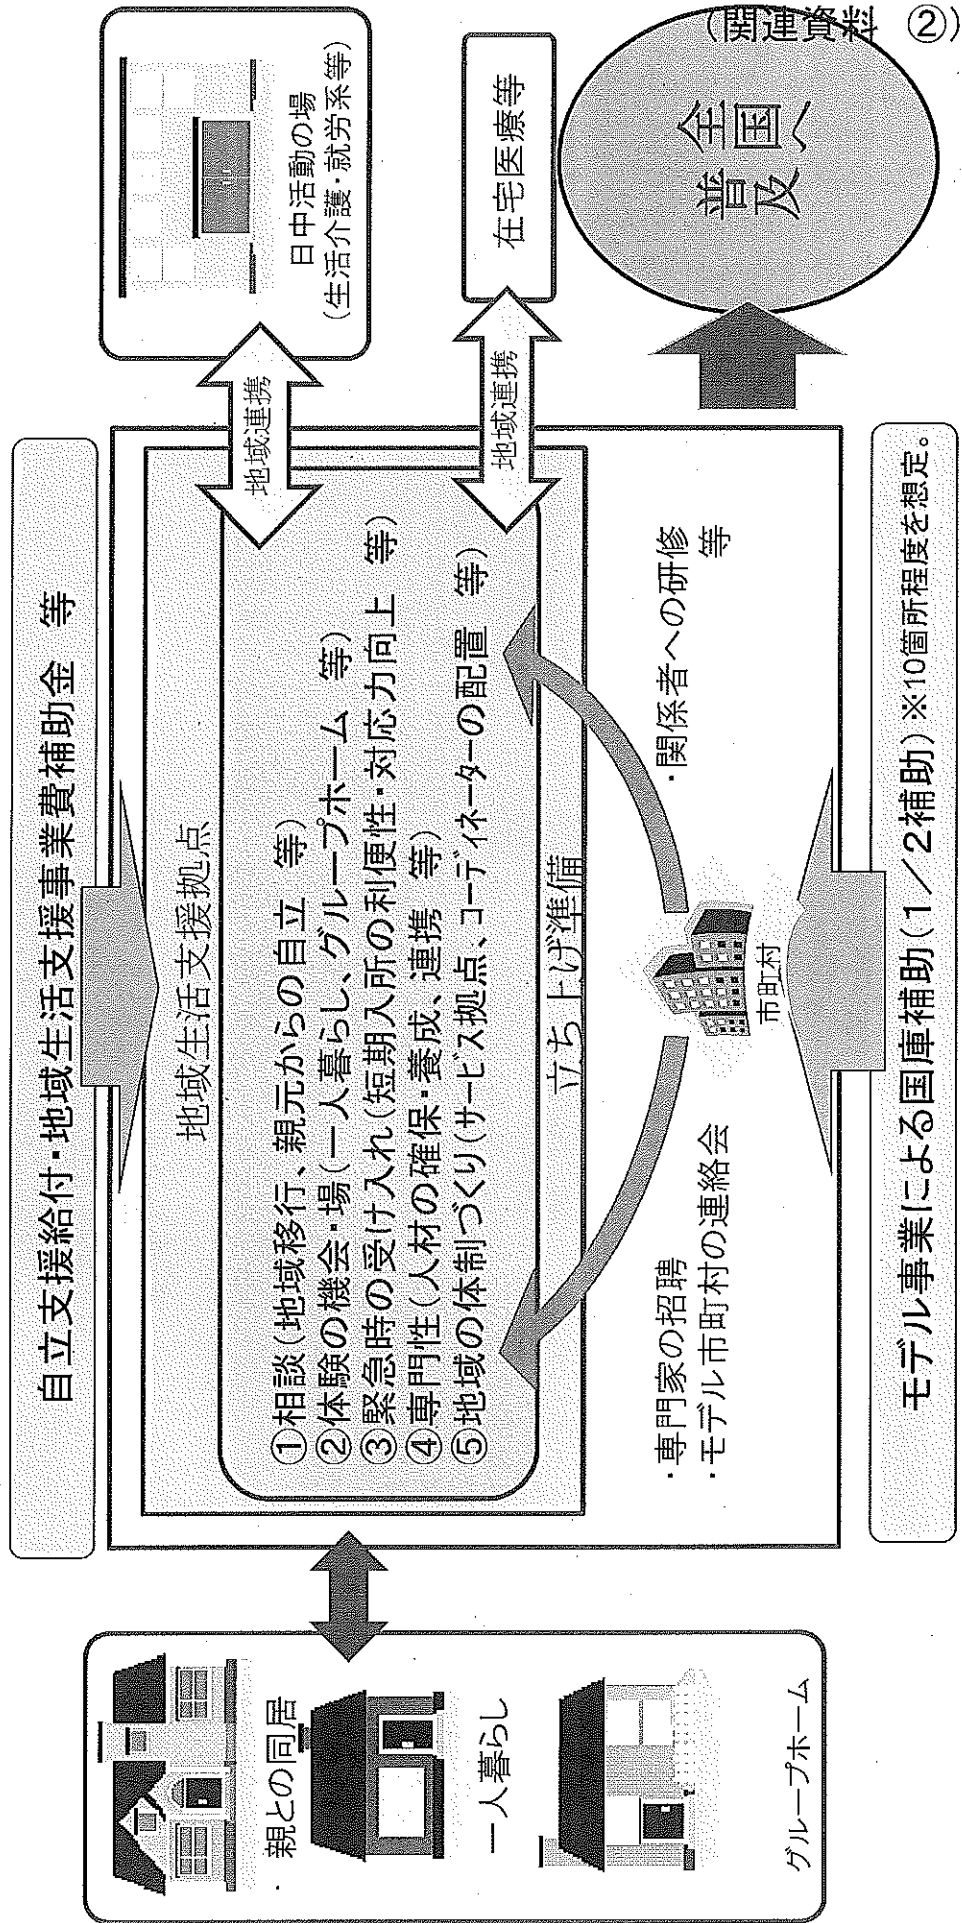 (関連資料 ②)
自立支援給付・地域生活支援事業費補助金 等
親との同居
一人暮らし
グループホーム
地域生活支援拠点
①相談(地域移行、親元からの自立 等)
②体験の機会・場(一人暮らし、グループホーム 等)
③緊急時の受け入れ(短期入所の利便性・対応力向上 等)
④専門性(人材の確保・養成、連携 等)
⑤地域の体制づくり(サービス拠点、コーディネーターの配置 等)
立ち上げ準備
・専門家の招聘
・モデル市町村の連絡会
・関係者への研修
等
市町村
地域連携
日中活動の場
(生活介護・就労系等)
地域連携
在宅医療等
全国へ
普及
モデル事業による国庫補助(1/2補助)※10箇所程度を想定。